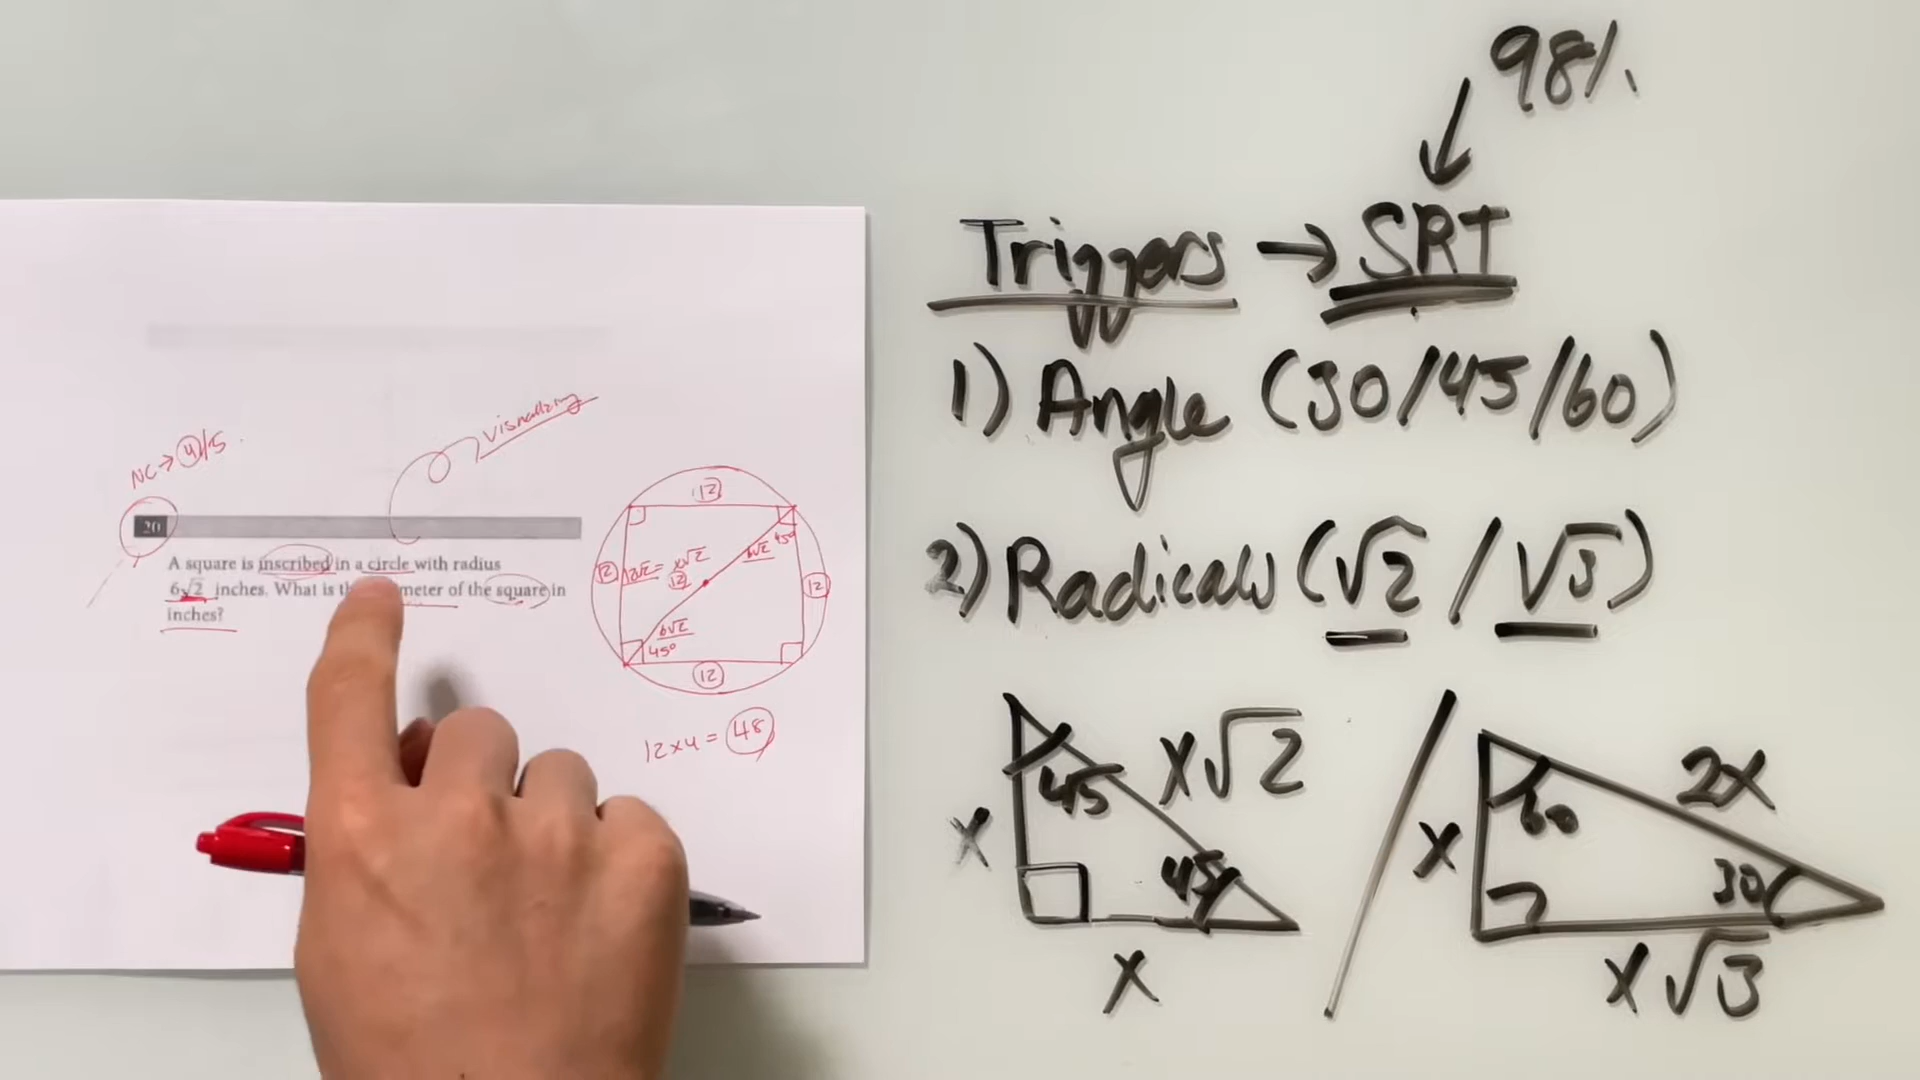 NC → 4/5
visualizing
20
A square is inscribed in a circle with radius
6√2 inches. What is the meter of the square in
inches?
12
12
12√2 = x√2
12
6√2
45°
12
6√2
45°
12
12 x 4 = 48
98%
Triggers → SRT
1) Angle (30/45/60)
2) Radicals (√2 / √3)
45
x√2
x
45
x
60
2x
x
30
x√3